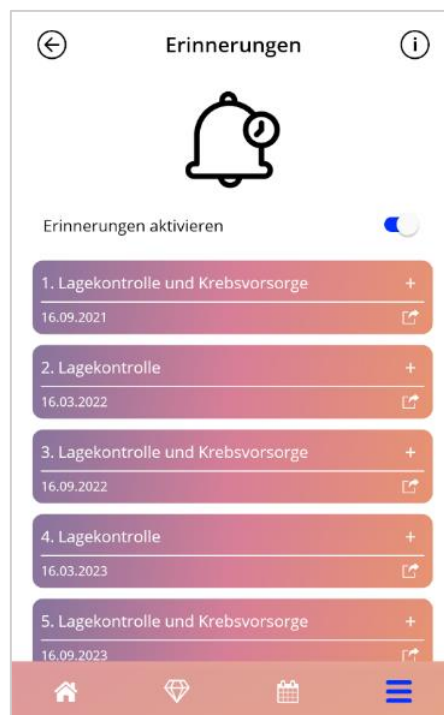 Erinnerungen
Erinnerungen aktivieren
1. Lagekontrolle und Krebsvorsorge
16.09.2021
2. Lagekontrolle
16.03.2022
3. Lagekontrolle und Krebsvorsorge
16.09.2022
4. Lagekontrolle
16.03.2023
5. Lagekontrolle und Krebsvorsorge
16.09.2023